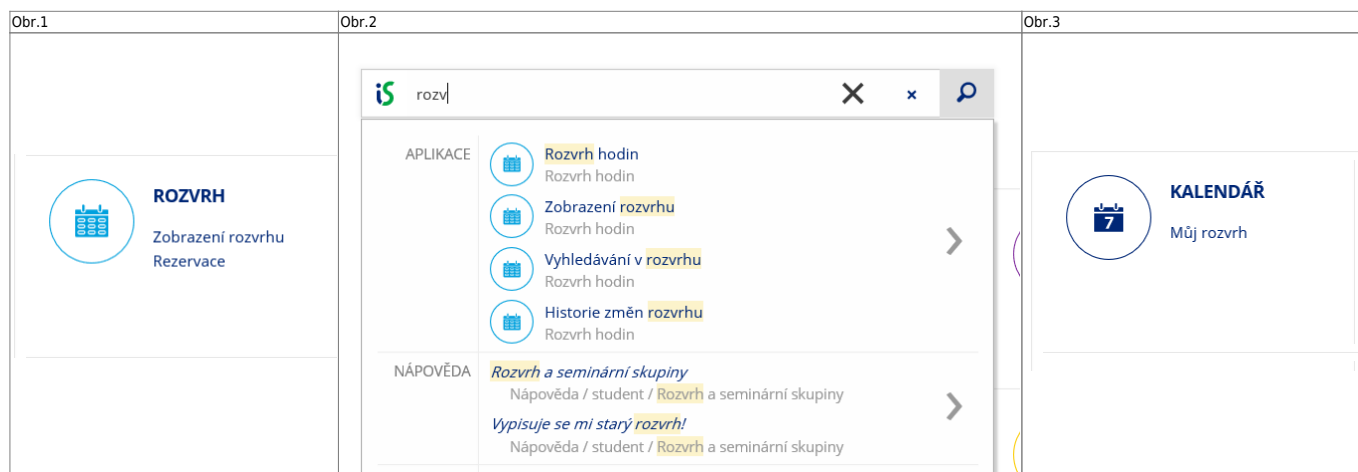 Obr.1
ROZVRH
Zobrazení rozvrhu
Rezervace
Obr.2
iS rozv
APLIKACE
Rozvrh hodin
Rozvrh hodin
Zobrazení rozvrhu
Rozvrh hodin
Vyhledávání v rozvrhu
Rozvrh hodin
Historie změn rozvrhu
Rozvrh hodin
NÁPOVĚDA
Rozvrh a seminární skupiny
Nápověda / student / Rozvrh a seminární skupiny
Vypisuje se mi starý rozvrh!
Nápověda / student / Rozvrh a seminární skupiny
Obr.3
7
KALENDÁŘ
Můj rozvrh